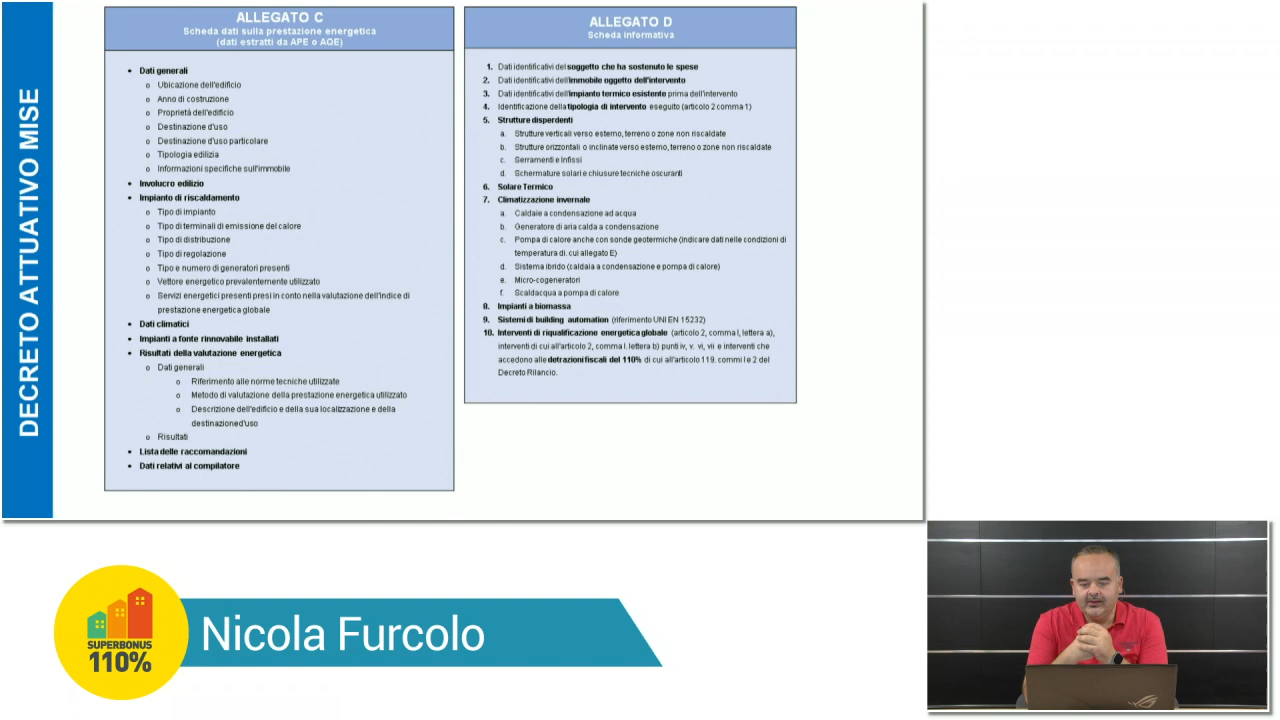 DECRETO ATTUATIVO MISE
ALLEGATO C
Scheda dati sulla prestazione energetica
(dati estratti da APE o AQE)
• Dati generali
o Ubicazione dell'edificio
o Anno di costruzione
o Proprietà dell'edificio
o Destinazione d'uso
o Destinazione d'uso particolare
o Tipologia edilizia
o Informazioni specifiche sull'immobile
• Involucro edilizio
• Impianto di riscaldamento
o Tipo di impianto
o Tipo di terminali di emissione del calore
o Tipo di distribuzione
o Tipo di regolazione
o Tipo e numero di generatori presenti
o Vettore energetico prevalentemente utilizzato
o Servizi energetici presenti presi in conto nella valutazione dell'indice di
prestazione energetica globale
• Dati climatici
• Impianti a fonte rinnovabile installati
• Risultati della valutazione energetica
o Dati generali
o Riferimento alle norme tecniche utilizzate
o Metodo di valutazione della prestazione energetica utilizzato
o Descrizione dell'edificio e della sua localizzazione e della
destinazione d'uso
o Risultati
• Lista delle raccomandazioni
• Dati relativi al compilatore
ALLEGATO D
Scheda informativa
1. Dati identificativi del soggetto che ha sostenuto le spese
2. Dati identificativi dell'immobile oggetto dell'intervento
3. Dati identificativi dell'impianto termico esistente prima dell'intervento
4. Identificazione della tipologia di intervento eseguito (articolo 2 comma 1)
5. Strutture disperdenti
a. Strutture verticali verso esterno, terreno o zone non riscaldate
b. Strutture orizzontali o inclinate verso esterno, terreno o zone non riscaldate
c. Serramenti e Infissi
d. Schermature solari e chiusure tecniche oscuranti
6. Solare Termico
7. Climatizzazione invernale
a. Caldaie a condensazione ad acqua
b. Generatore di aria calda a condensazione
c. Pompa di calore anche con sonde geotermiche (indicare dati nelle condizioni di
temperatura di. cui allegato E)
d. Sistema ibrido (caldaia a condensazione e pompa di calore)
e. Micro-cogeneratori
f. Scaldacqua a pompa di calore
8. Impianti a biomassa
9. Sistemi di building automation (riferimento UNI EN 15232)
10. Interventi di riqualificazione energetica globale (articolo 2, comma I, lettera a),
interventi di cui all'articolo 2, comma I. lettera b) punti iv, v. vi, vii e interventi che
accedono alle detrazioni fiscali del 110% di cui all'articolo 119. commi I e 2 del
Decreto Rilancio.
SUPERBONUS
110%
Nicola Furcolo